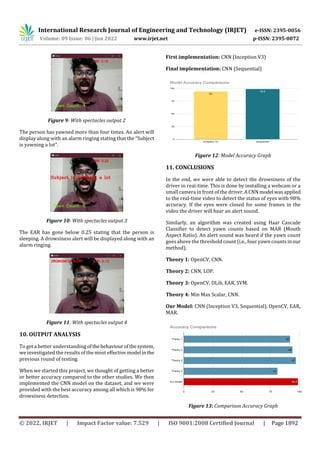 International Research Journal of Engineering and Technology (IRJET)
e-ISSN: 2395-0056
Volume: 09 Issue: 06 | Jun 2022
www.irjet.net
p-ISSN: 2395-0072
Figure 9: With spectacles output 2
The person has yawned more than four times. An alert will
display along with an alarm ringing stating that the "Subject
is yawning a lot".
Figure 10: With spectacles output 3
The EAR has gone below 0.25 stating that the person is
sleeping. A drowsiness alert will be displayed along with an
alarm ringing.
Figure 11. With spectacles output 4
10. OUTPUT ANALYSIS
To get a better understanding of the behaviour of the system,
we investigated the results of the most effective model in the
previous round of testing.
When we started this project, we thought of getting a better
or better accuracy compared to the other studies. We then
implemented the CNN model on the dataset, and we were
provided with the best accuracy among all which is 98% for
drowsiness detection.
First implementation: CNN (Inception V3)
Final implementation: CNN (Sequential)
Model Accuracy Comparisons
Figure 12: Model Accuracy Graph
11. CONCLUSIONS
In the end, we were able to detect the drowsiness of the
driver in real-time. This is done by installing a webcam or a
small camera in front of the driver. A CNN model was applied
to the real-time video to detect the status of eyes with 98%
accuracy. If the eyes were closed for some frames in the
video the driver will hear an alert sound.
Similarly, an algorithm was created using Haar Cascade
Classifier to detect yawn counts based on MAR (Mouth
Aspect Ratio). An alert sound was heard if the yawn count
goes above the threshold count (i.e., four yawn counts in our
method).
Theory 1: OpenCV, CNN.
Theory 2: CNN, LOP.
Theory 3: OpenCV, DLib, EAR, SVM.
Theory 4: Min Max Scalar, CNN.
Our Model: CNN (Inception V3, Sequential), OpenCV, EAR,
MAR.
Accuracy Comparisons
Theory 1
Theory 2
Theory 3
Theory 4
Our Model
Figure 13: Comparison Accuracy Graph
© 2022, IRJET | Impact Factor value: 7.529 | ISO 9001:2008 Certified Journal | Page 1892